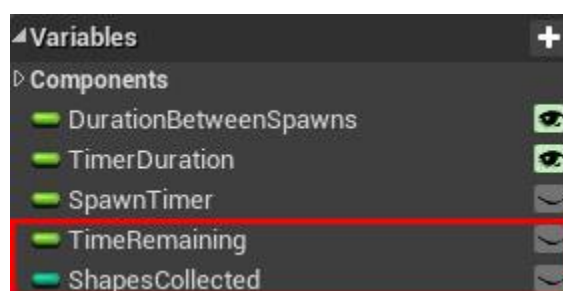 Variables
Components
DurationBetweenSpawns
TimerDuration
SpawnTimer
TimeRemaining
ShapesCollected